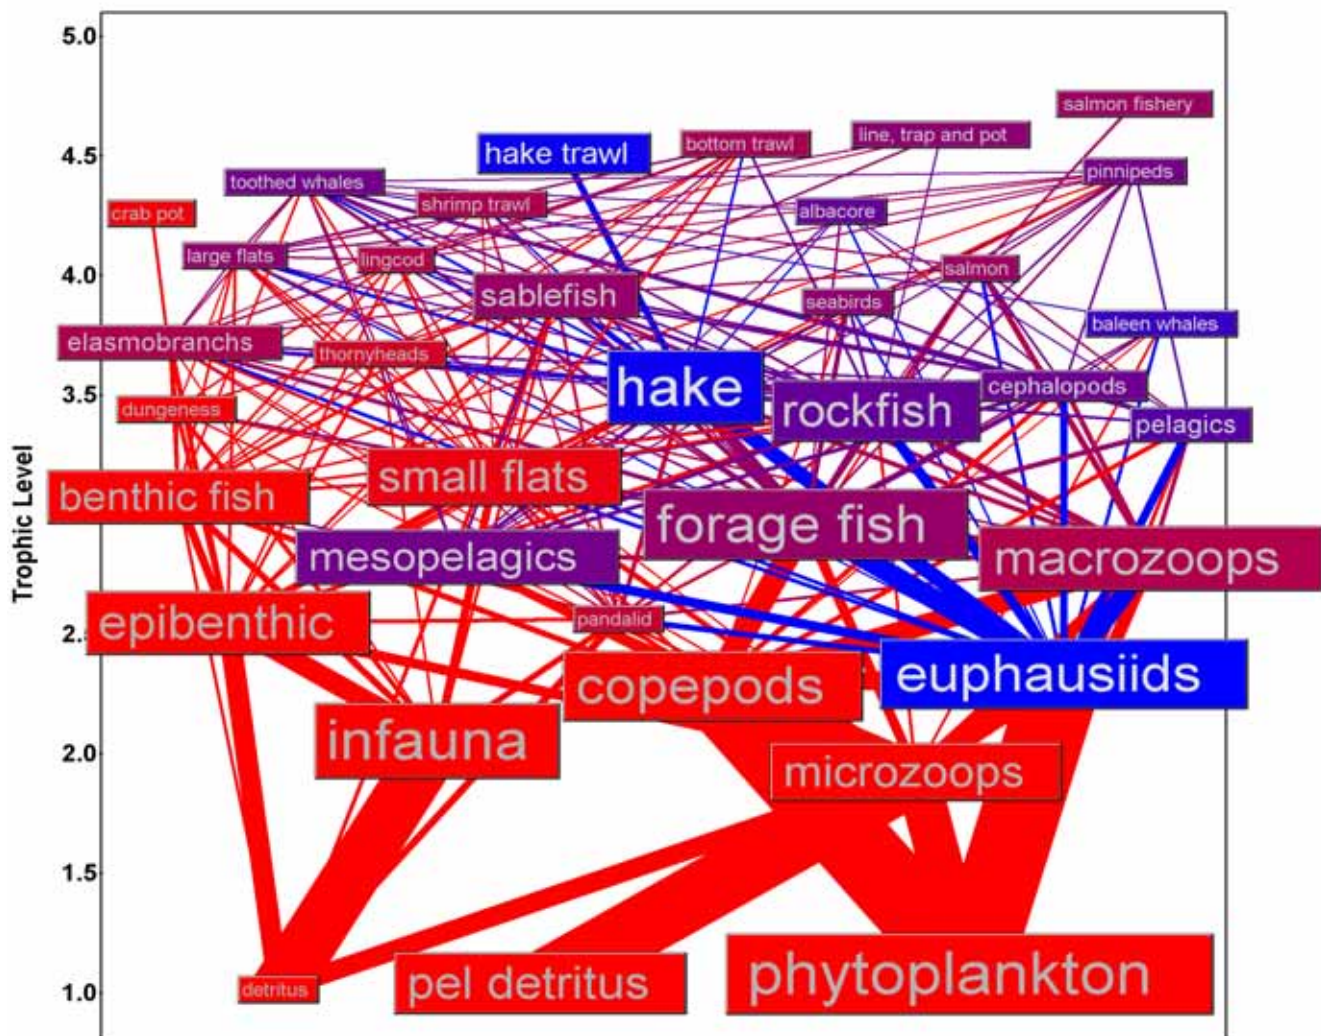 5.0
salmon fishery
line, trap and pot
hake trawl
bottom trawl
4.5
toothed whales
pinnipeds
shrimp trawl
crab pot
albacore
large flats
lingcod
salmon
4.0
sablefish
seabirds
baleen whales
elasmobranchs
thornyheads
hake
cephalopods
3.5
dungeness
rockfish
pelagics
Trophic Level
small flats
benthic fish
forage fish
mesopelagics
macrozoops
epibenthic
pandalid
2.
copepods
euphausiids
infauna
2.0
microzoops
1.5
1.0
detritus
pel detritus
phytoplankton